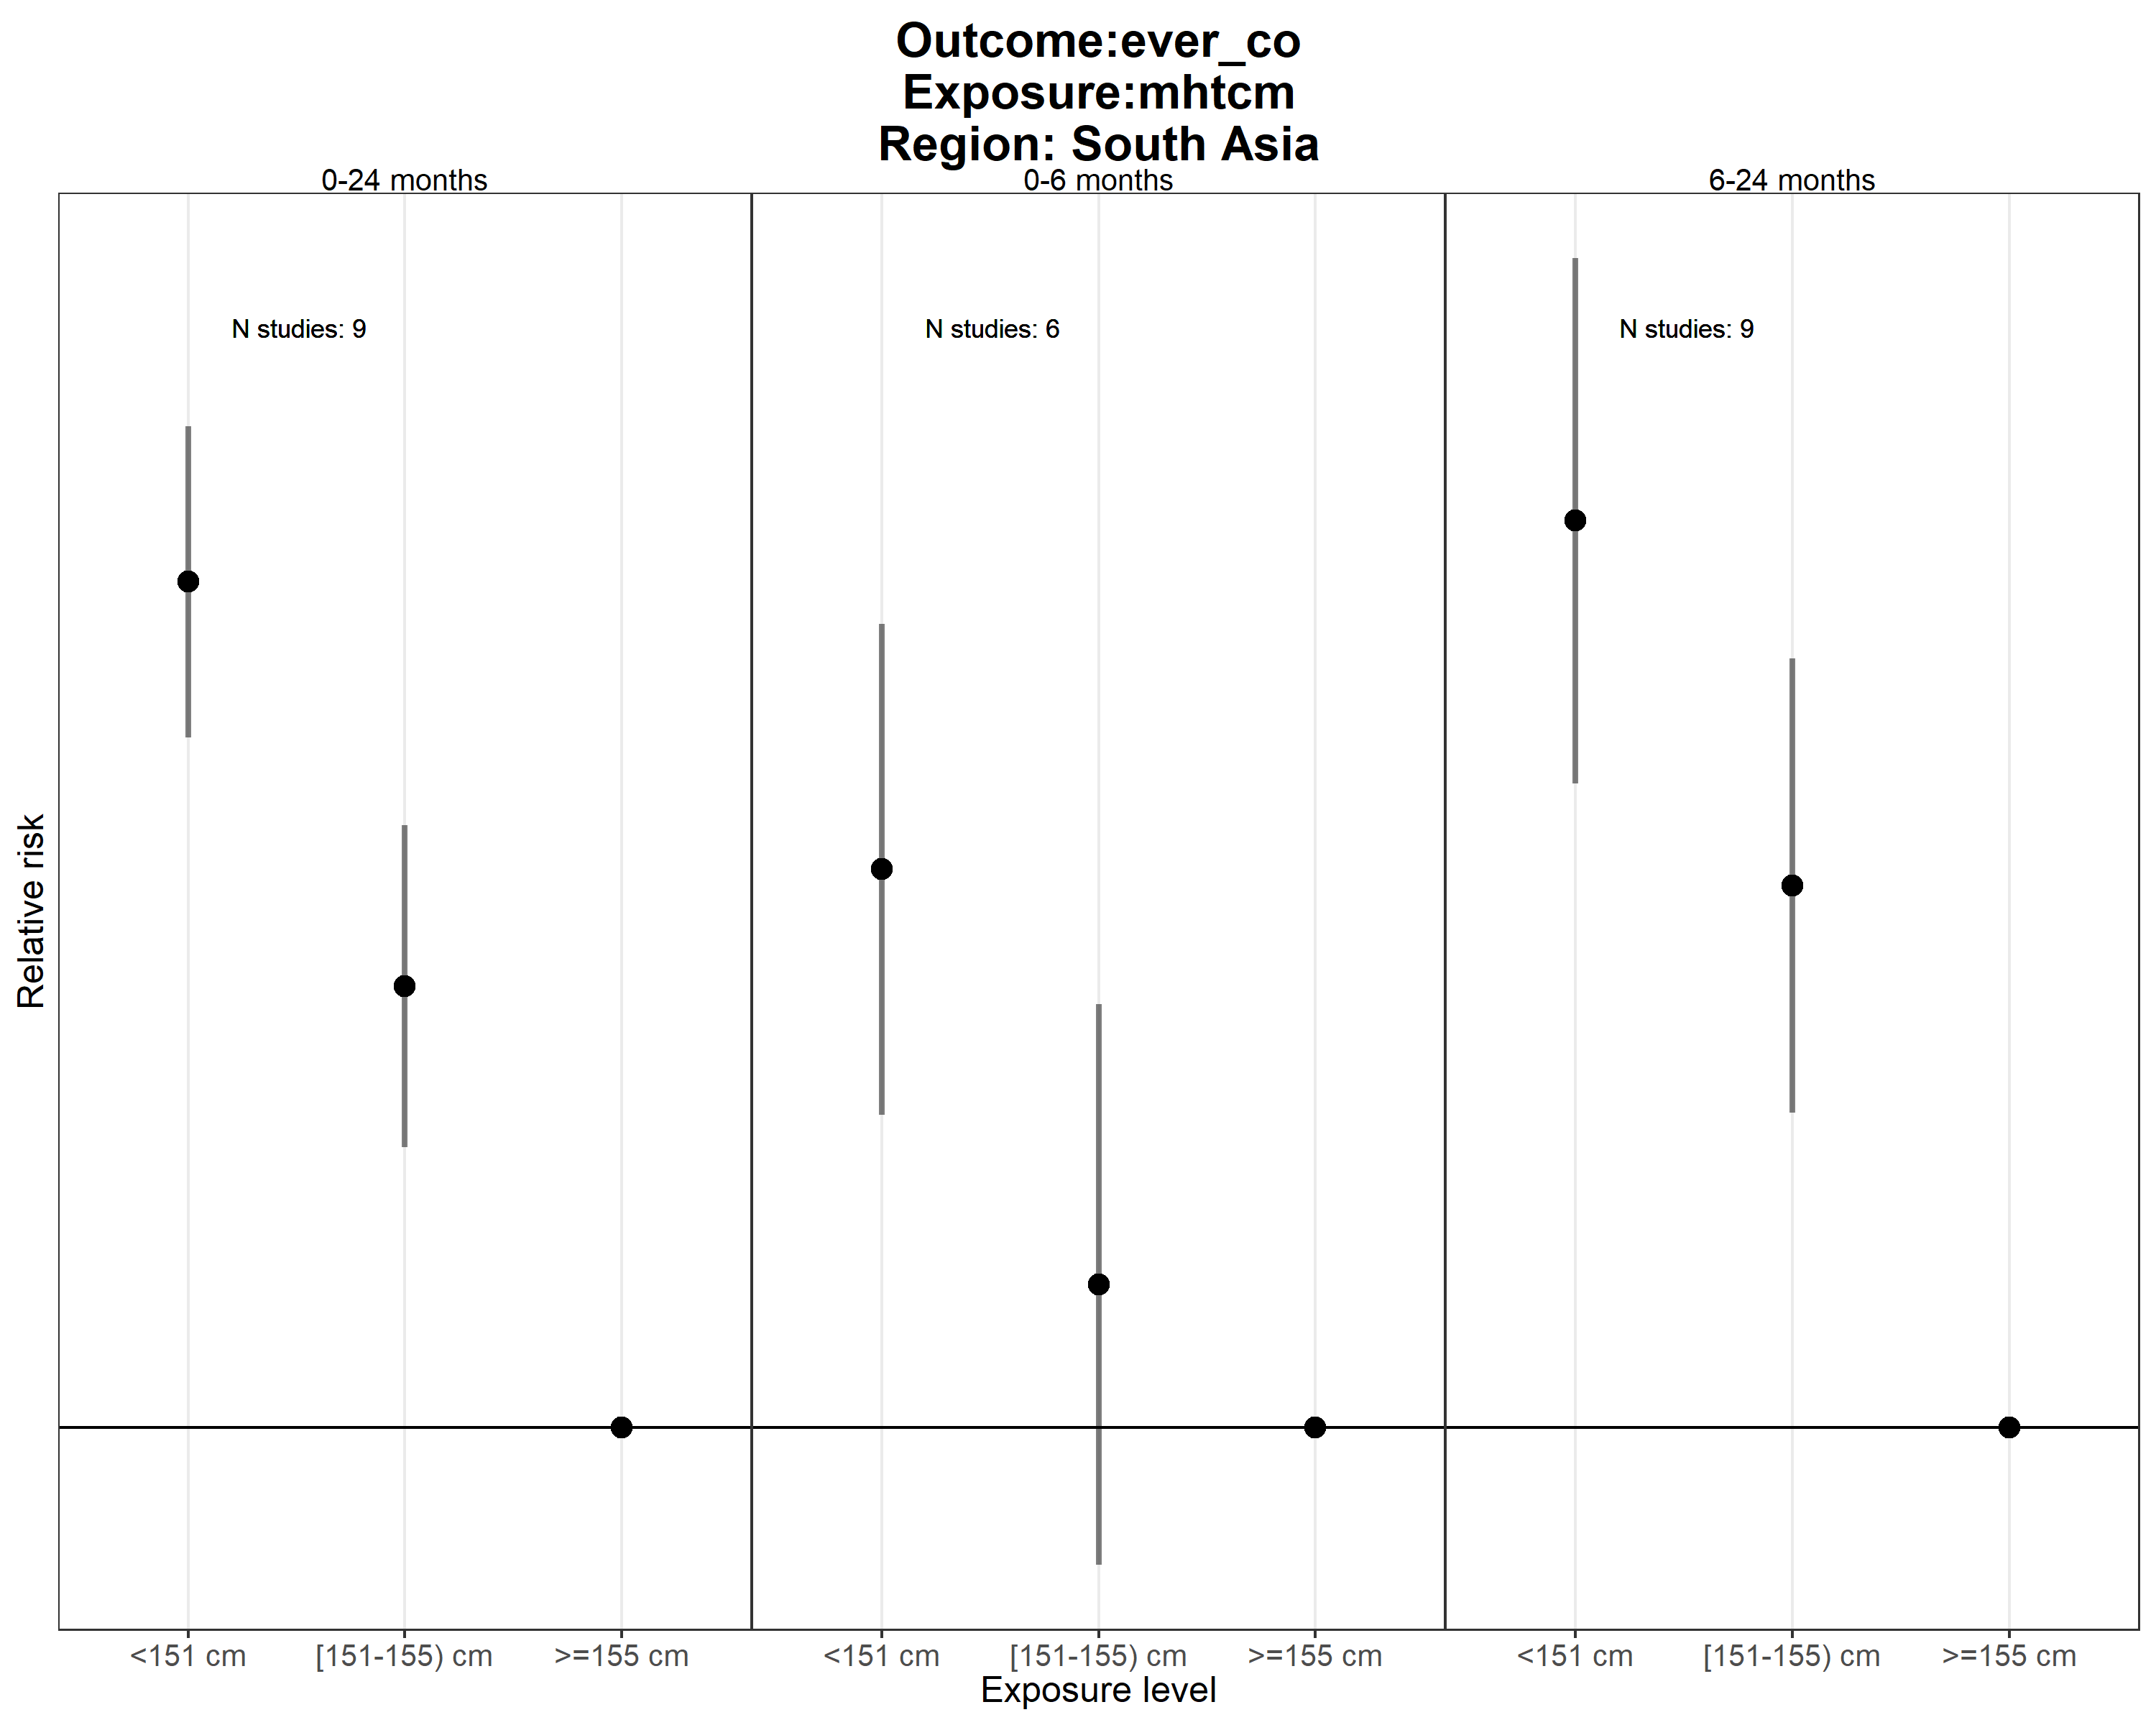 Outcome:ever_co
Exposure:mhtcm
Region: South Asia
0-24 months 0-6 months 6-24 months
N studies: 9 N studies: 6 N studies: 9
Relative risk
<151 cm [151-155) cm >=155 cm <151 cm [151-155) cm >=155 cm <151 cm [151-155) cm >=155 cm
Exposure level